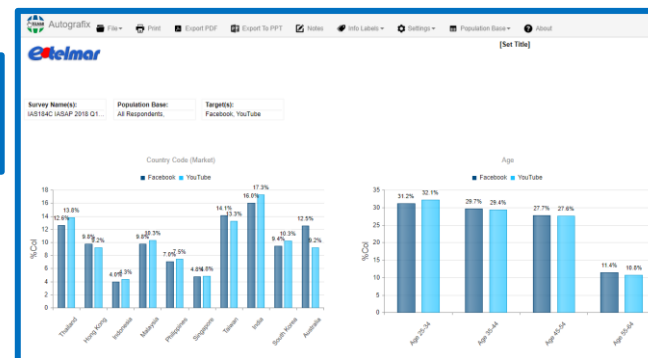 Autografix File Print Export PDF Export To PPT Notes Info Labels Settings Population Base About
[Set Title]
telmar
Survey Name(s): Population Base: Target(s):
IAS184C IASAP 2018 Q1... All Respondents, Facebook, YouTube
Country Code (Market)
Facebook YouTube
%Col
18
16
14
12
10
8
6
4
2
0
12.6% 13.8%
9.8% 9.2%
4.0% 4.3%
9.8% 10.3%
7.0% 7.5%
4.8% 4.8%
14.1% 13.3%
16.0% 17.3%
9.4% 10.3%
12.5% 9.2%
Thailand
Hong Kong
Indonesia
Malaysia
Philippines
Singapore
Taiwan
India
South Korea
Australia
Age
Facebook YouTube
%Col
35
30
25
20
15
10
5
0
31.2% 32.1%
29.7% 29.4%
27.7% 27.6%
11.4% 10.8%
Age 25-34
Age 35-44
Age 45-54
Age 55-64